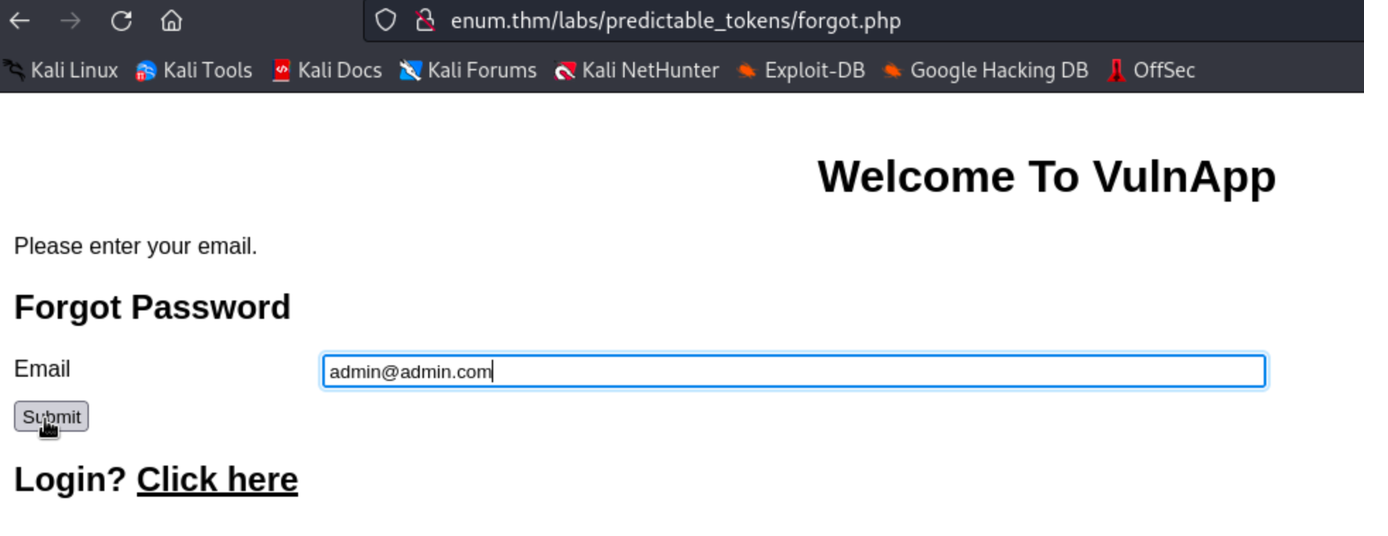 enum.thm/labs/predictable_tokens/forgot.php
Kali Linux Kali Tools Kali Docs Kali Forums Kali NetHunter Exploit-DB Google Hacking DB OffSec
Welcome To VulnApp
Please enter your email.
Forgot Password
Email admin@admin.com
Submit
Login? Click here